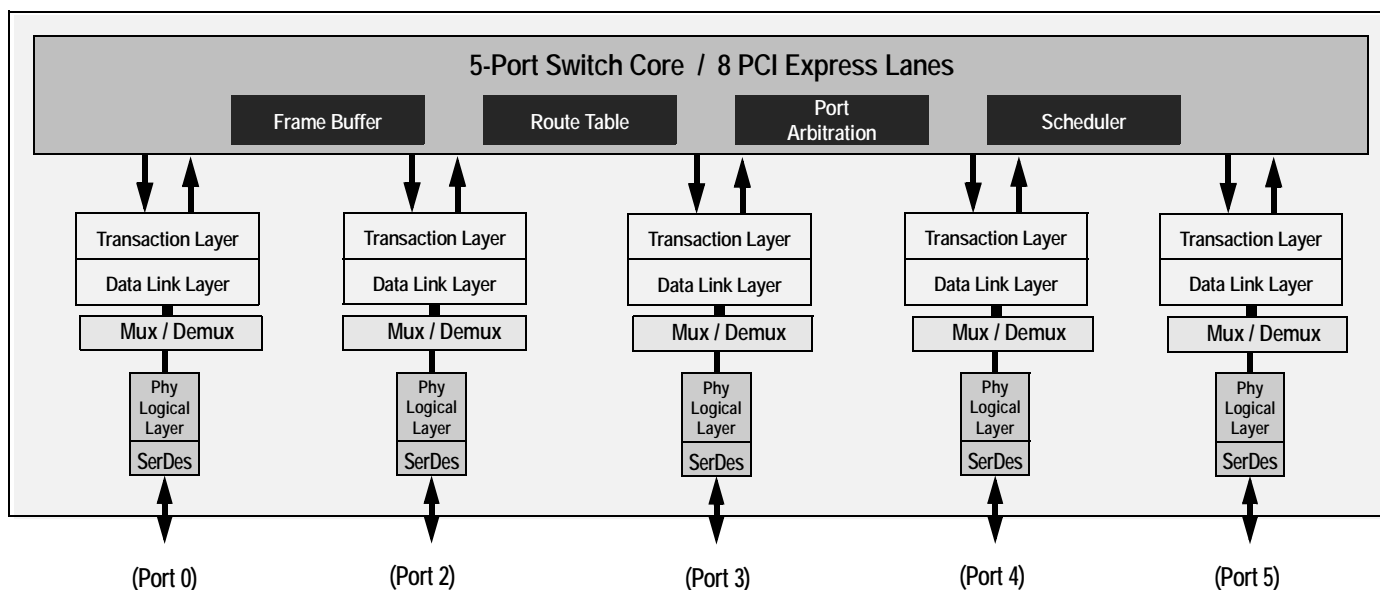 5-Port Switch Core / 8 PCI Express Lanes
Frame Buffer
Route Table
Port
Arbitration
Scheduler
Transaction Layer
Data Link Layer
Mux / Demux
Phy
Logical
Layer
SerDes
(Port 0)
Transaction Layer
Data Link Layer
Mux / Demux
Phy
Logical
Layer
SerDes
(Port 2)
Transaction Layer
Data Link Layer
Mux / Demux
Phy
Logical
Layer
SerDes
(Port 3)
Transaction Layer
Data Link Layer
Mux / Demux
Phy
Logical
Layer
SerDes
(Port 4)
Transaction Layer
Data Link Layer
Mux / Demux
Phy
Logical
Layer
SerDes
(Port 5)